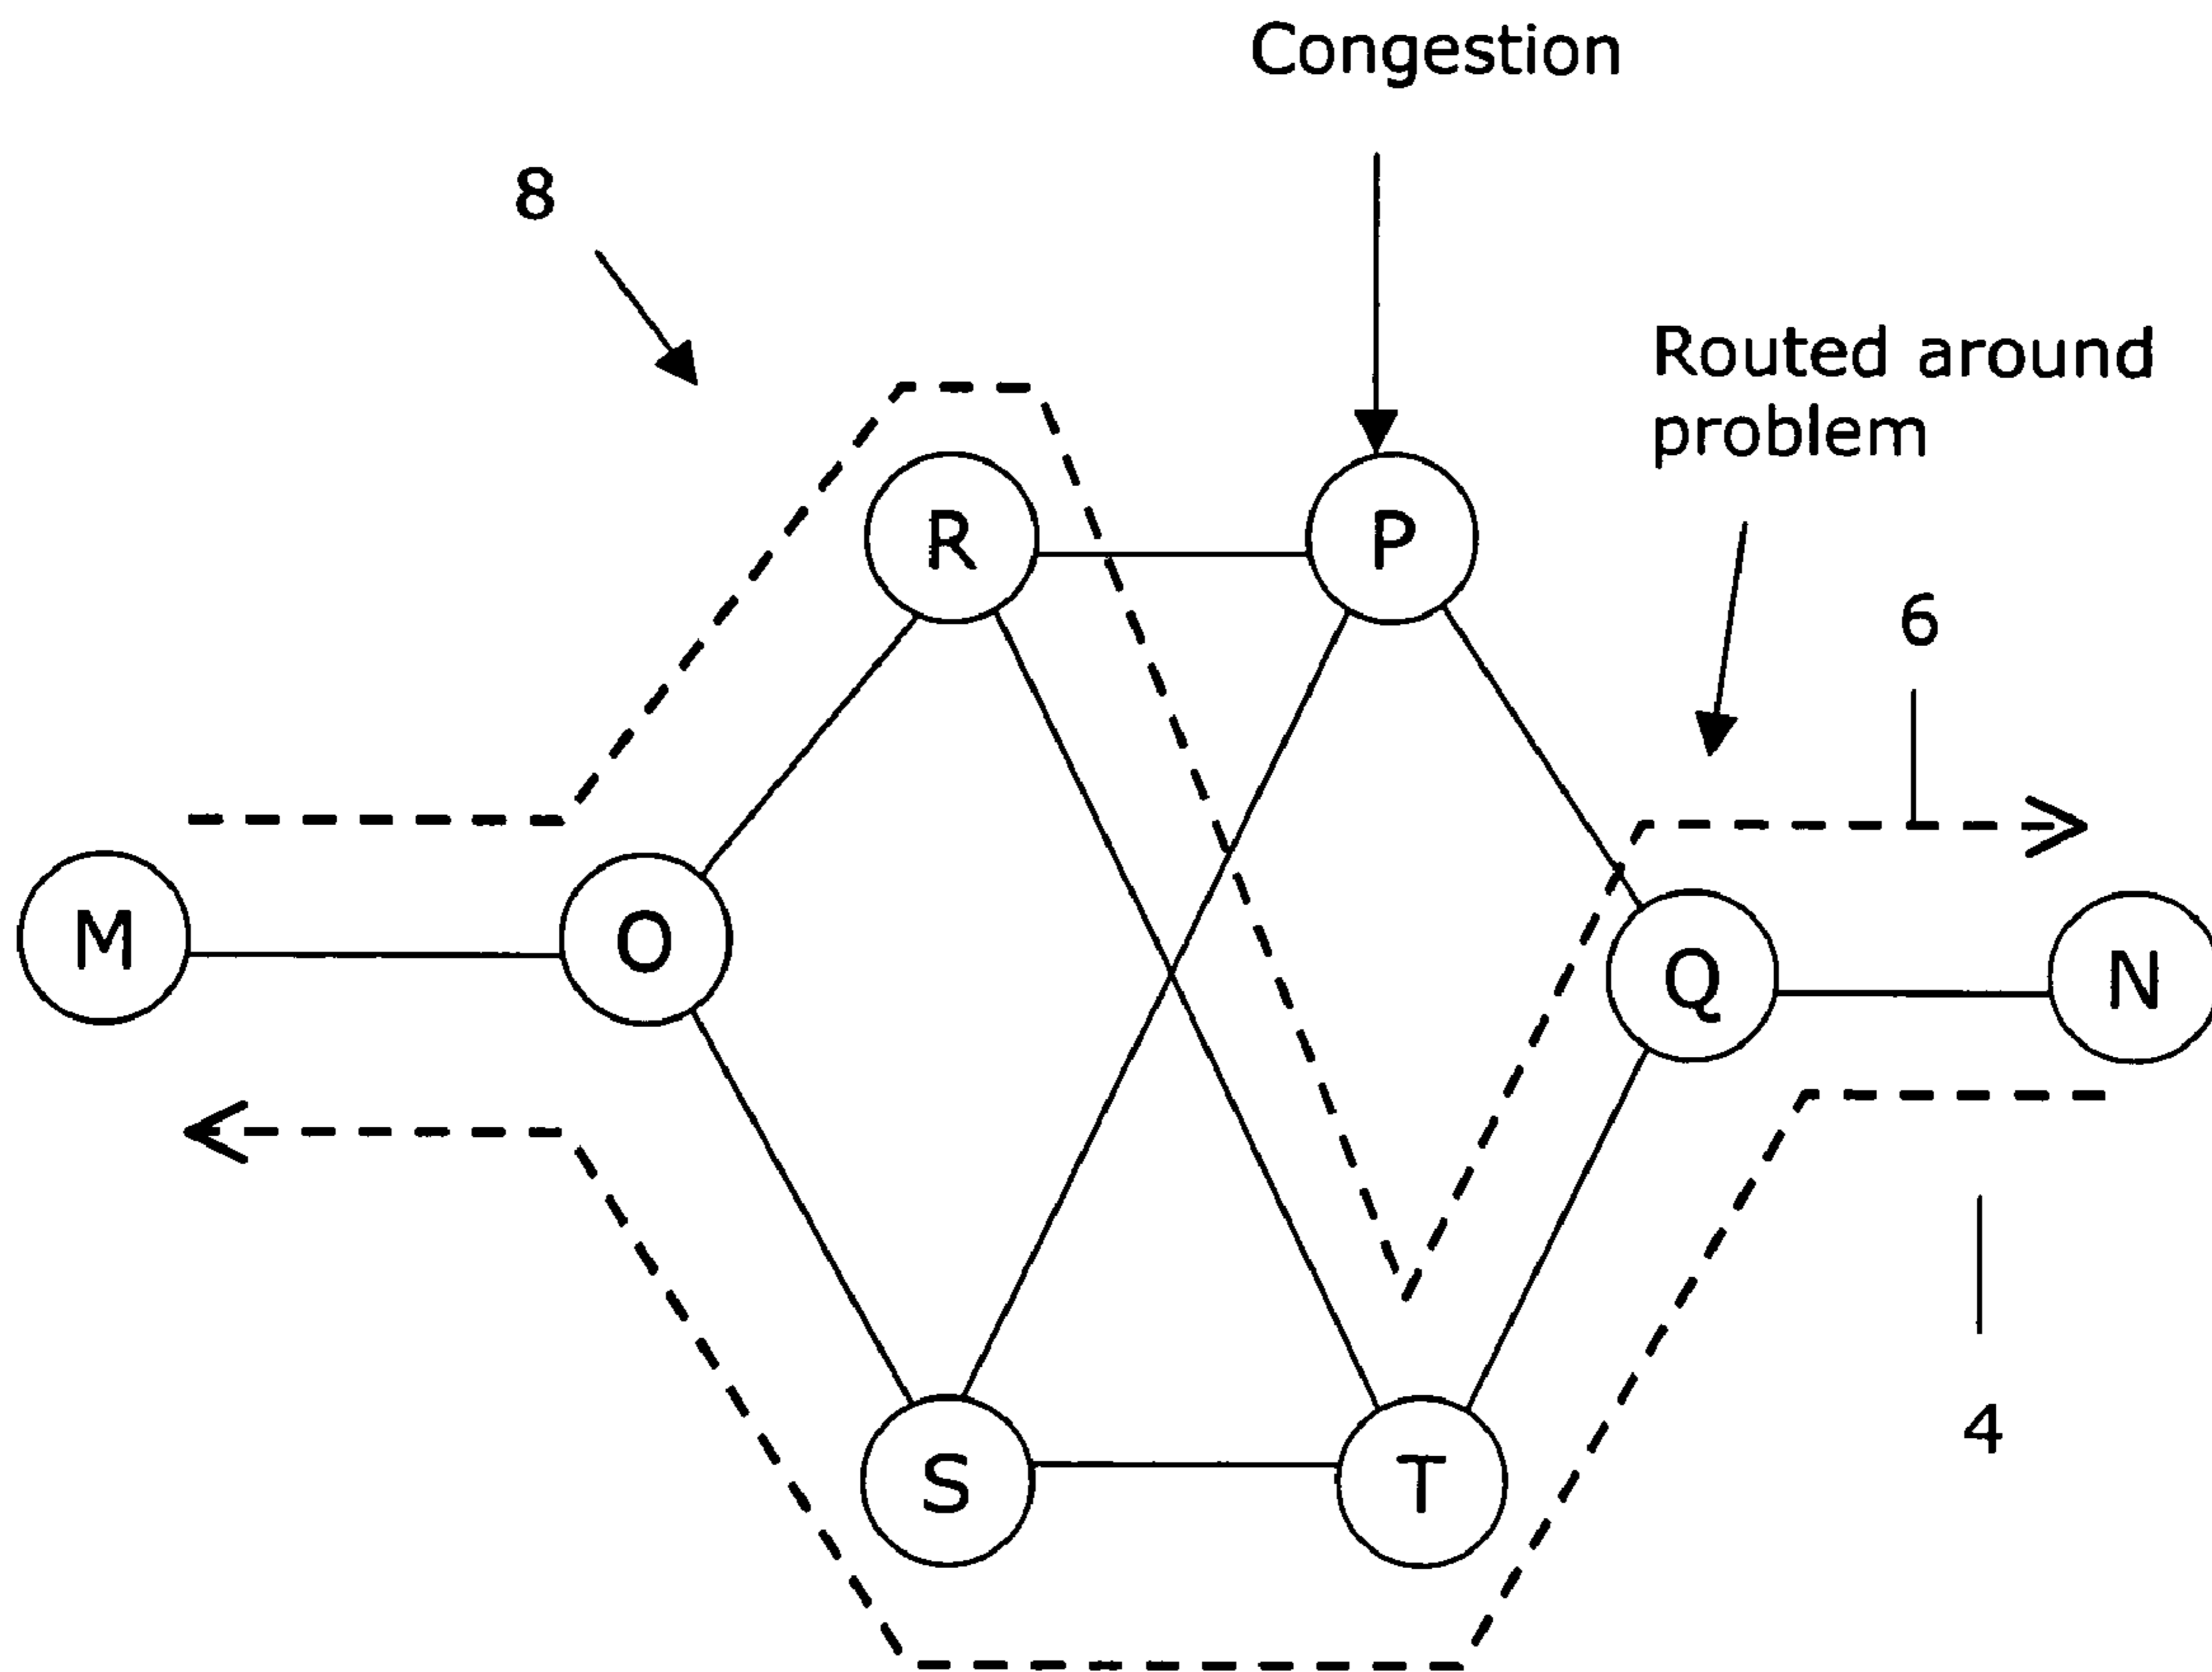 Congestion
8
Routed around
problem
R
P
6
M
O
Q
N
4
S
T